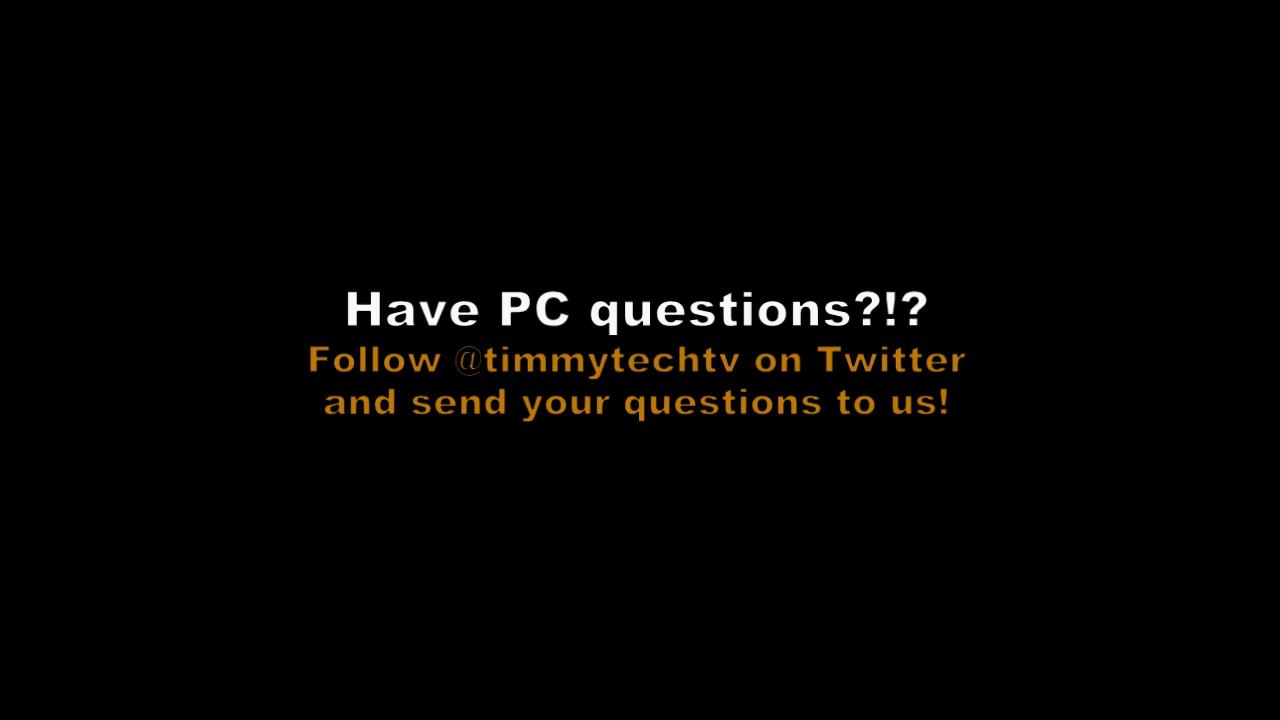 Have PC questions?!?
Follow @timmytechtv on Twitter
and send your questions to us!